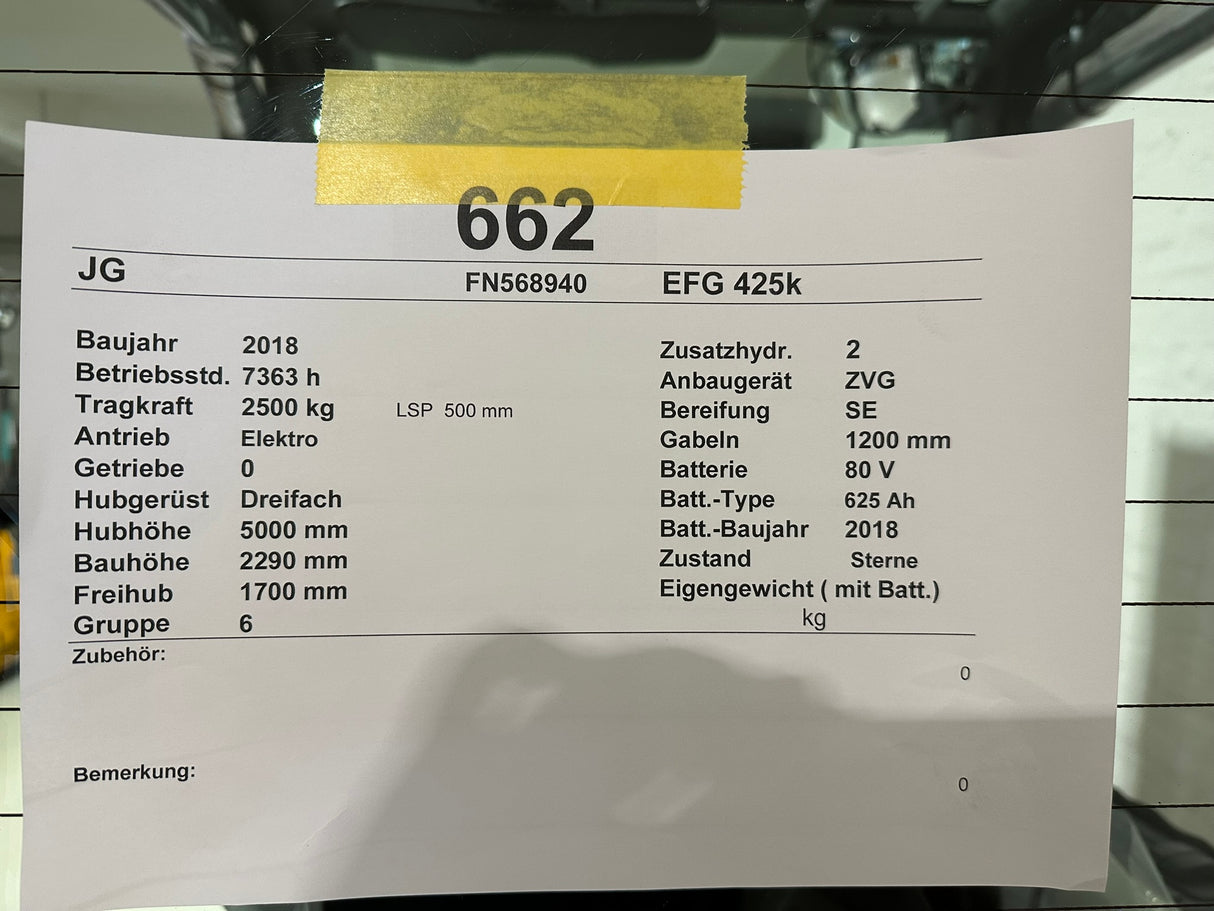 662
JG FN568940 EFG 425k
Baujahr 2018
Betriebsstd. 7363 h
Tragkraft 2500 kg LSP 500 mm
Antrieb Elektro
Getriebe 0
Hubgerüst Dreifach
Hubhöhe 5000 mm
Bauhöhe 2290 mm
Freihub 1700 mm
Gruppe 6
Zusatzhydr. 2
Anbaugerät ZVG
Bereifung SE
Gabeln 1200 mm
Batterie 80 V
Batt.-Type 625 Ah
Batt.-Baujahr 2018
Zustand Sterne
Eigengewicht ( mit Batt.)
kg
Zubehör:
0
Bemerkung:
0